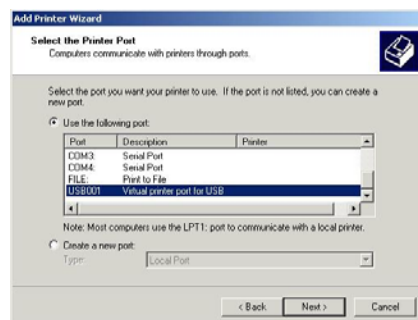 Add Printer Wizard
Select the Printer Port
Computers communicate with printers through ports.
Select the port you want your printer to use. If the port is not listed, you can create a
new port.
Use the following port:
Port Description Printer
COM3: Serial Port
COM4: Serial Port
FILE: Print to File
USB001 Virtual printer port for USB
Note: Most computers use the LPT1: port to communicate with a local printer.
Create a new port:
Type: Local Port
< Back Next > Cancel